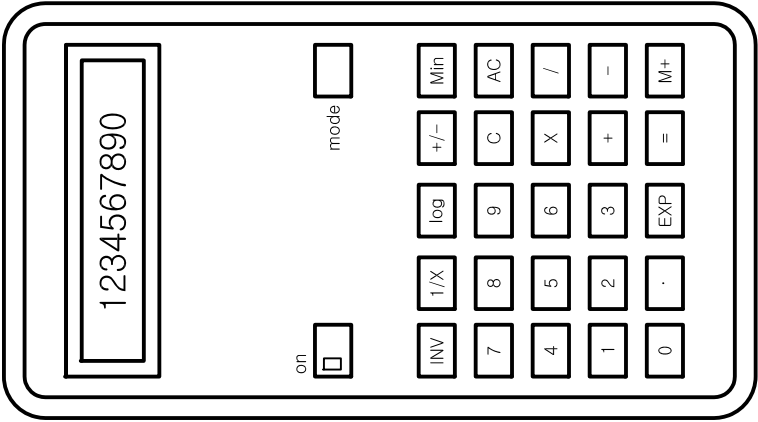 1234567890
on mode
INV 1/X log +/- Min
7 8 9 C AC
4 5 6 X /
1 2 3 + -
0 . EXP = M+